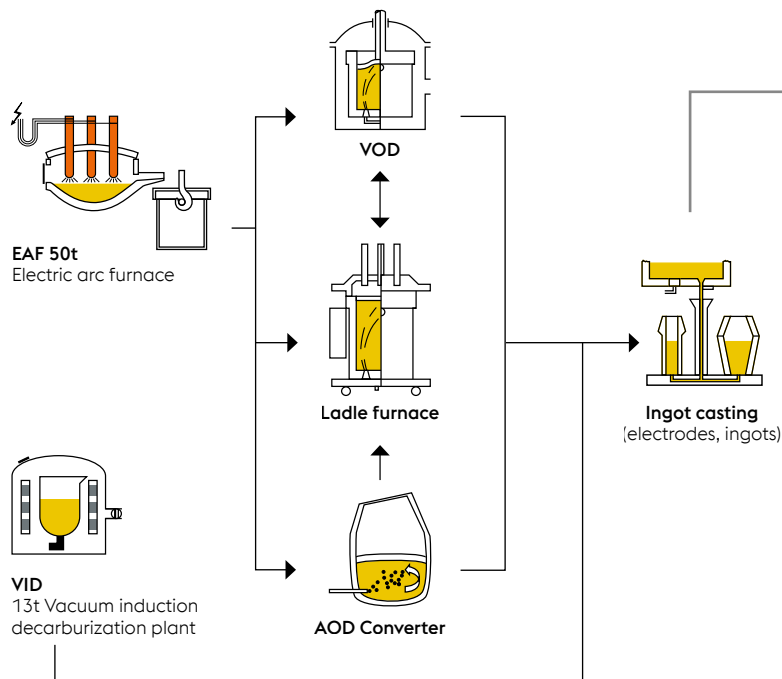 VOD
EAF 50t
Electric arc furnace
Ladle furnace
Ingot casting
(electrodes, ingots)
VID
13t Vacuum induction
decarburization plant
AOD Converter